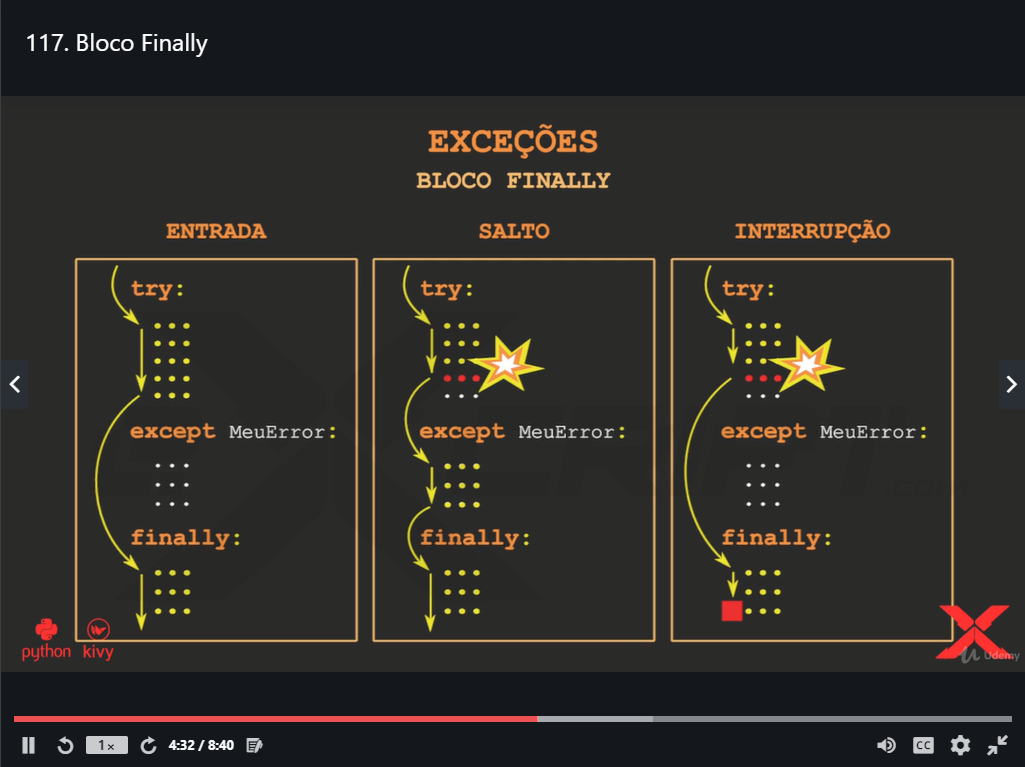 117. Bloco Finally
EXCEÇÕES
BLOCO FINALLY
ENTRADA
SALTO
INTERRUPÇÃO
try:
except MeuError:
finally:
try:
except MeuError:
finally:
try:
except MeuError:
finally:
python
kivy
Udemy
1x
4:32 / 8:40
CC